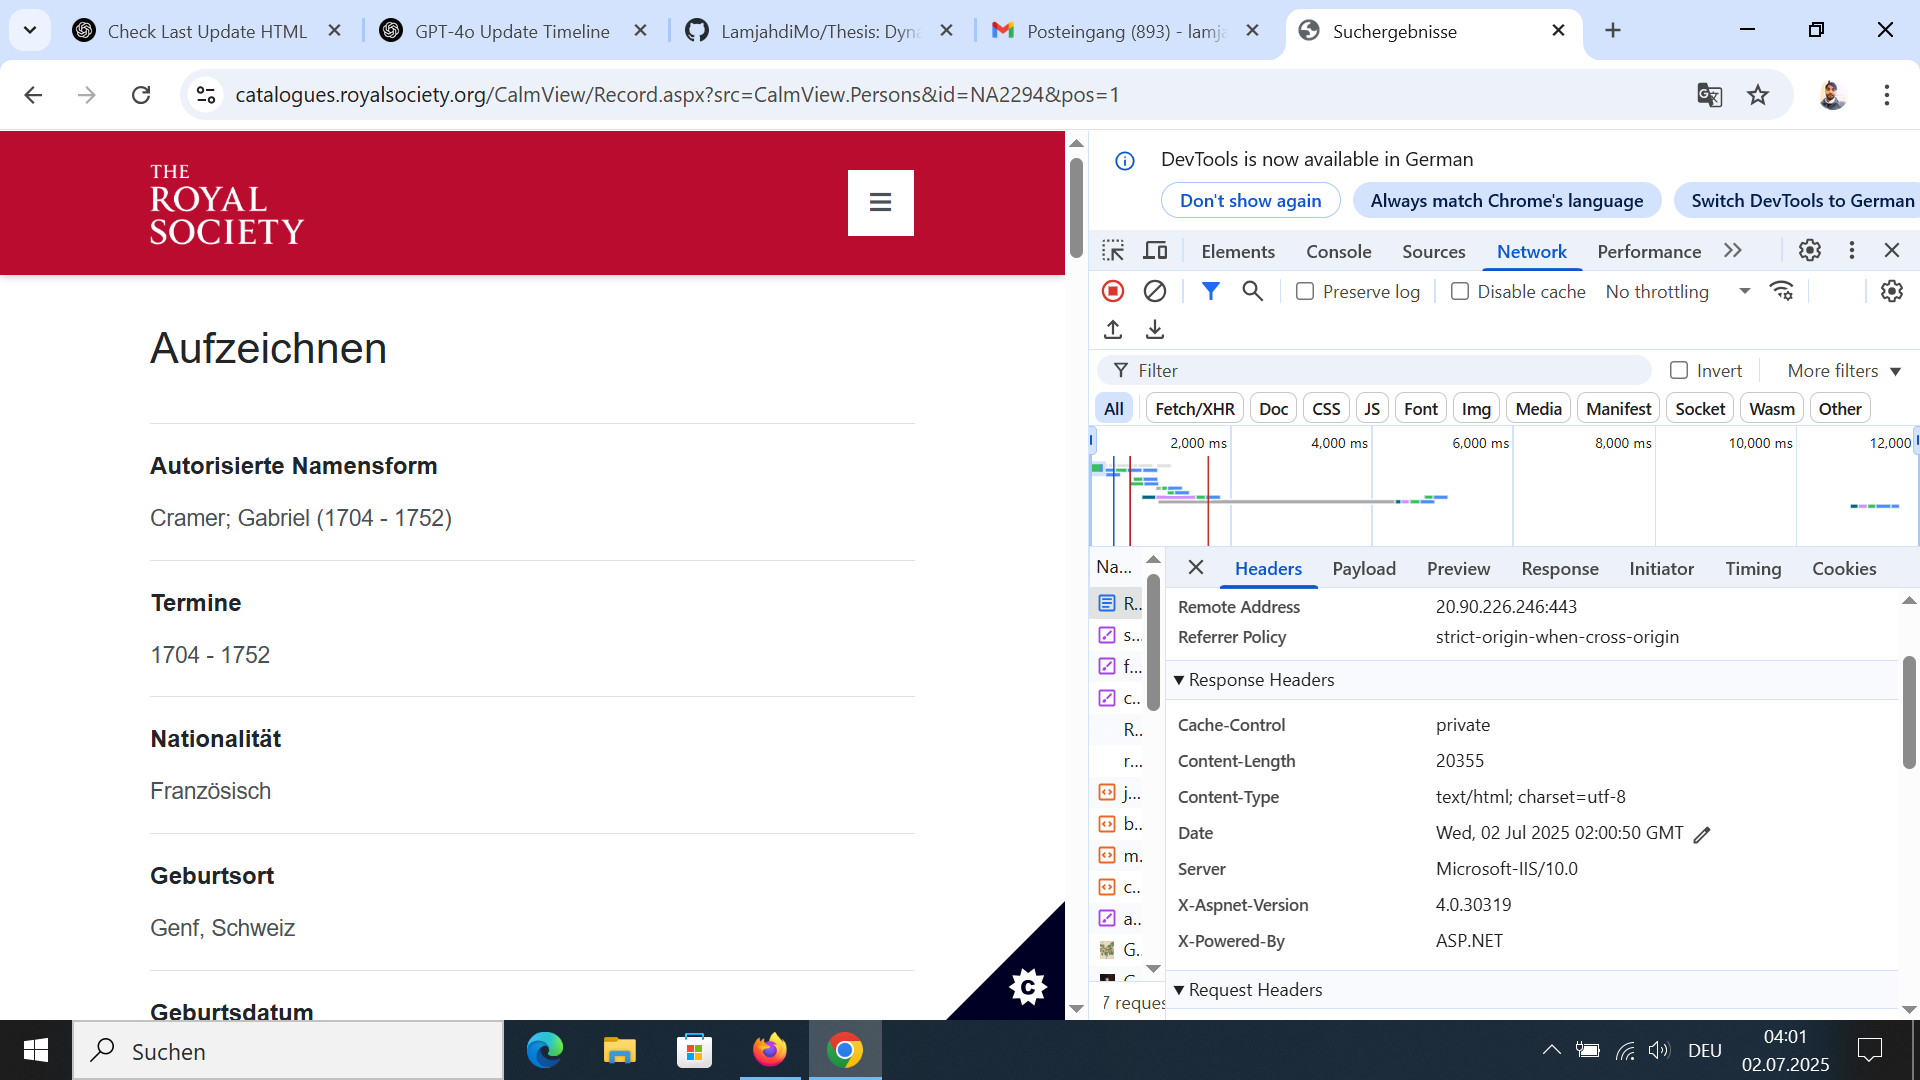 Check Last Update HTML
GPT-4o Update Timeline
LamjahdiMo/Thesis: Dyna
Posteingang (893) - lamja
Suchergebnisse
catalogues.royalsociety.org/CalmView/Record.aspx?src=CalmView.Persons&id=NA2294&pos=1
THE
ROYAL
SOCIETY
Aufzeichnen
Autorisierte Namensform
Cramer; Gabriel (1704 - 1752)
Termine
1704 - 1752
Nationalität
Französisch
Geburtsort
Genf, Schweiz
Geburtsdatum
C
DevTools is now available in German
Don't show again
Always match Chrome's language
Switch DevTools to German
Elements
Console
Sources
Network
Performance
Preserve log
Disable cache
No throttling
Filter
Invert
More filters
All
Fetch/XHR
Doc
CSS
JS
Font
Img
Media
Manifest
Socket
Wasm
Other
2,000 ms
4,000 ms
6,000 ms
8,000 ms
10,000 ms
12,000
Na...
R...
s...
f...
c...
R...
r...
j...
b...
m...
c...
a...
G...
7 reques
Headers
Payload
Preview
Response
Initiator
Timing
Cookies
Remote Address 20.90.226.246:443
Referrer Policy strict-origin-when-cross-origin
Response Headers
Cache-Control private
Content-Length 20355
Content-Type text/html; charset=utf-8
Date Wed, 02 Jul 2025 02:00:50 GMT
Server Microsoft-IIS/10.0
X-Aspnet-Version 4.0.30319
X-Powered-By ASP.NET
Request Headers
Suchen
DEU
04:01
02.07.2025